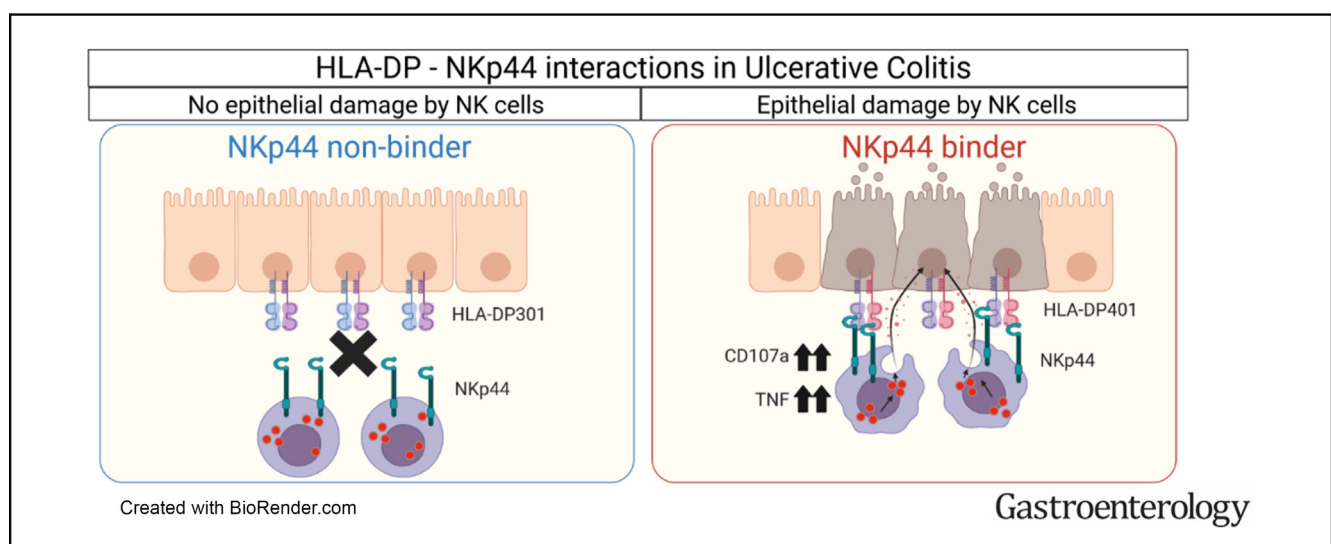 HLA-DP - NKp44 interactions in Ulcerative Colitis
No epithelial damage by NK cells
Epithelial damage by NK cells
NKp44 non-binder
HLA-DP301
NKp44
NKp44 binder
HLA-DP401
CD107a
NKp44
TNF
Created with BioRender.com
Gastroenterology